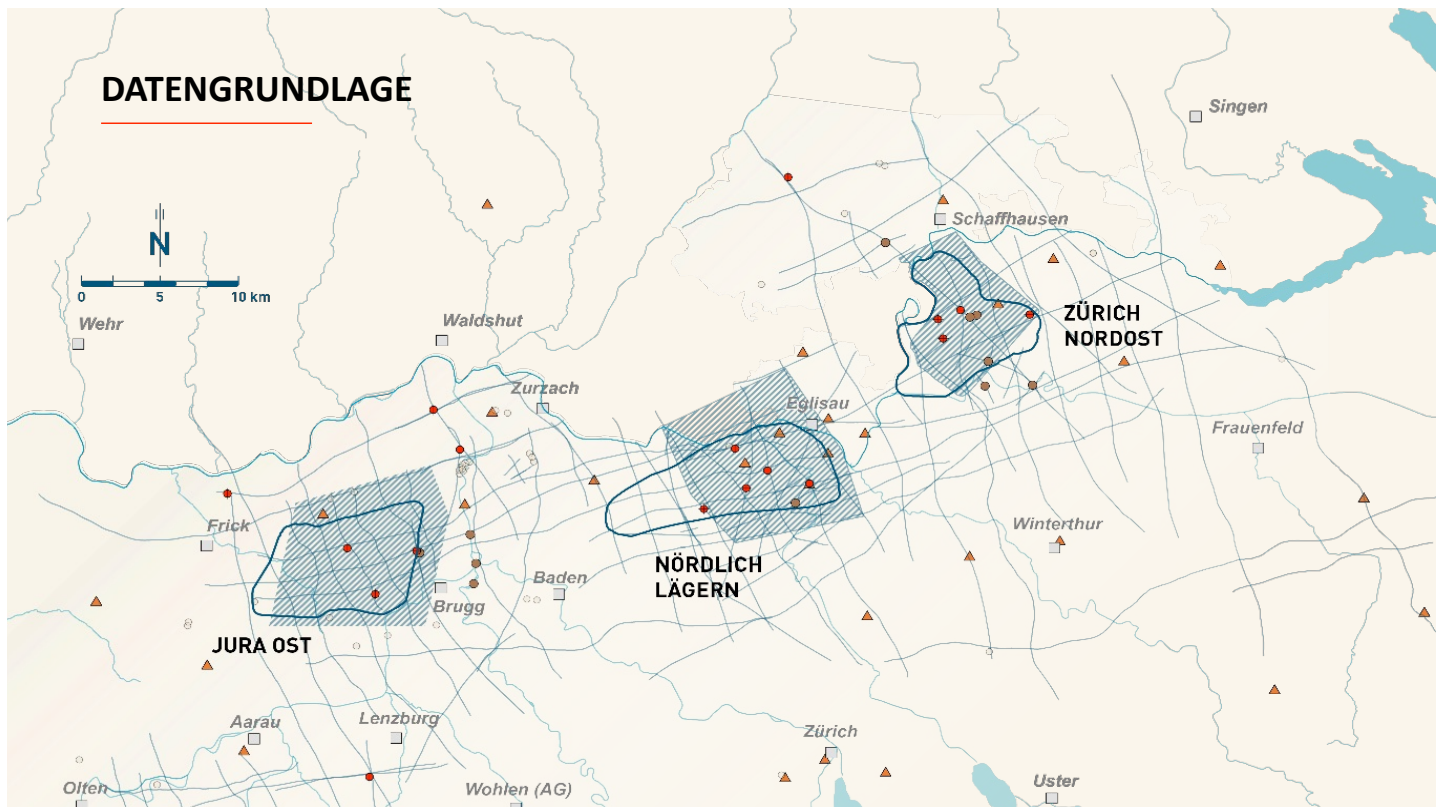 DATENGRUNDLAGE
Singen
Schaffhausen
N
0 5 10 km
ZÜRICH
NORDOST
Wehr
Waldshut
Zurzach
Eglisau
Frauenfeld
Frick
Winterthur
NÖRDLICH
LÄGERN
Baden
Brugg
JURA OST
Aarau
Lenzburg
Zürich
Olten
Wohlen (AG)
Uster